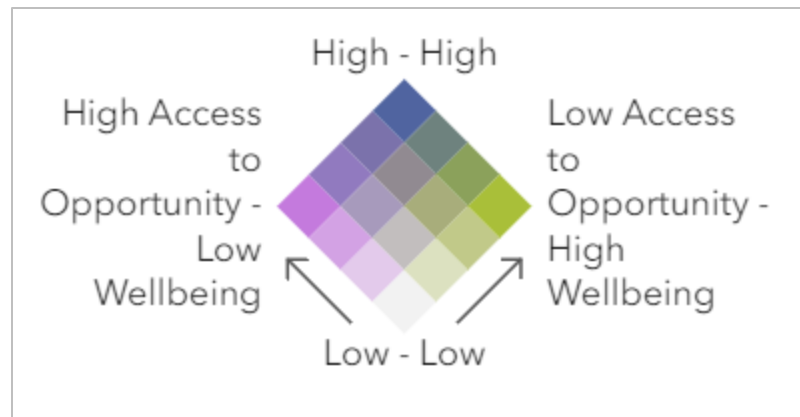 High - High
High Access
to
Opportunity -
Low
Wellbeing
Low Access
to
Opportunity -
High
Wellbeing
Low - Low